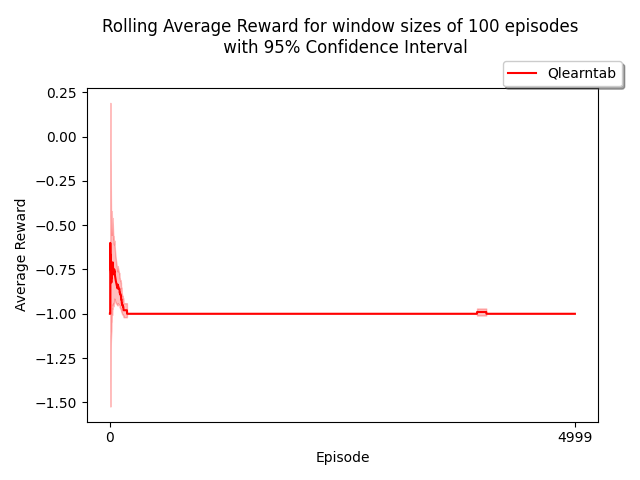 Rolling Average Reward for window sizes of 100 episodes
with 95% Confidence Interval
Qlearntab
0.25
0.00
−0.25
−0.50
−0.75
−1.00
−1.25
−1.50
Average Reward
0
4999
Episode